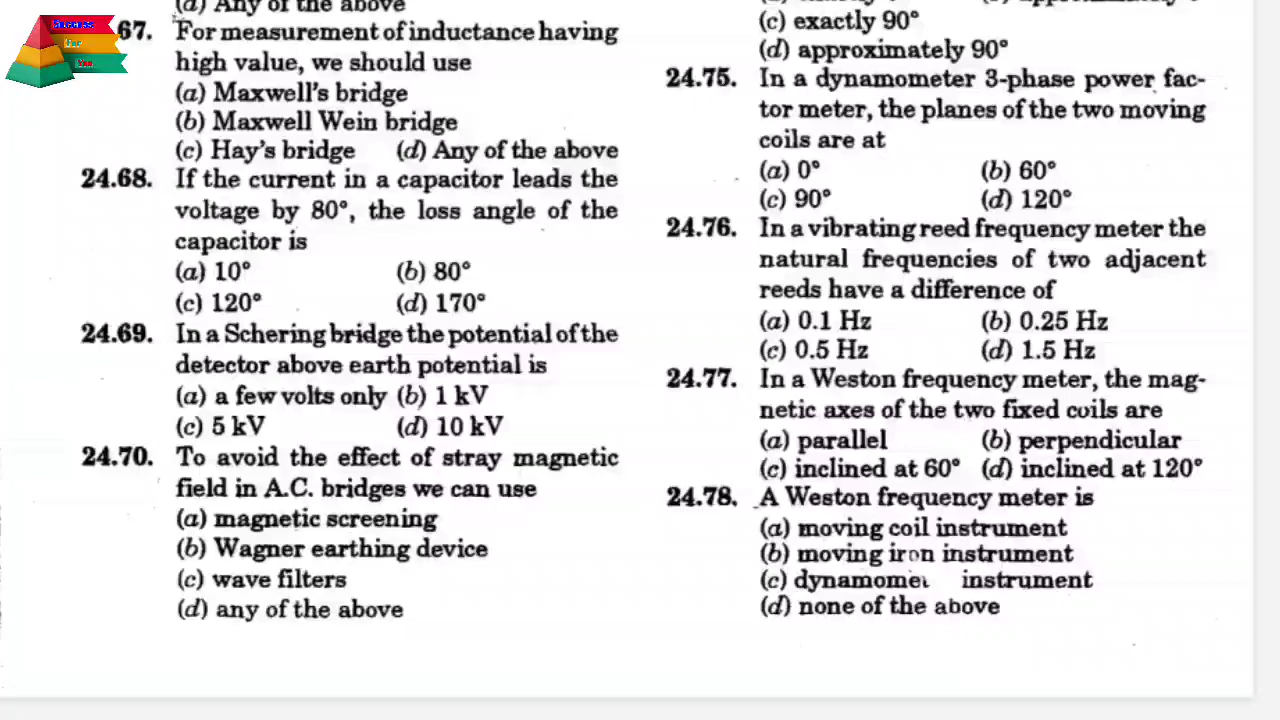 Success
For
You
(d) Any of the above
67. For measurement of inductance having
high value, we should use
(a) Maxwell's bridge
(b) Maxwell Wein bridge
(c) Hay's bridge (d) Any of the above
24.68. If the current in a capacitor leads the
voltage by 80°, the loss angle of the
capacitor is
(a) 10° (b) 80°
(c) 120° (d) 170°
24.69. In a Schering bridge the potential of the
detector above earth potential is
(a) a few volts only (b) 1 kV
(c) 5 kV (d) 10 kV
24.70. To avoid the effect of stray magnetic
field in A.C. bridges we can use
(a) magnetic screening
(b) Wagner earthing device
(c) wave filters
(d) any of the above
(c) exactly 90°
(d) approximately 90°
24.75. In a dynamometer 3-phase power fac-
tor meter, the planes of the two moving
coils are at
(a) 0° (b) 60°
(c) 90° (d) 120°
24.76. In a vibrating reed frequency meter the
natural frequencies of two adjacent
reeds have a difference of
(a) 0.1 Hz (b) 0.25 Hz
(c) 0.5 Hz (d) 1.5 Hz
24.77. In a Weston frequency meter, the mag-
netic axes of the two fixed coils are
(a) parallel (b) perpendicular
(c) inclined at 60° (d) inclined at 120°
24.78. A Weston frequency meter is
(a) moving coil instrument
(b) moving iron instrument
(c) dynamometer instrument
(d) none of the above